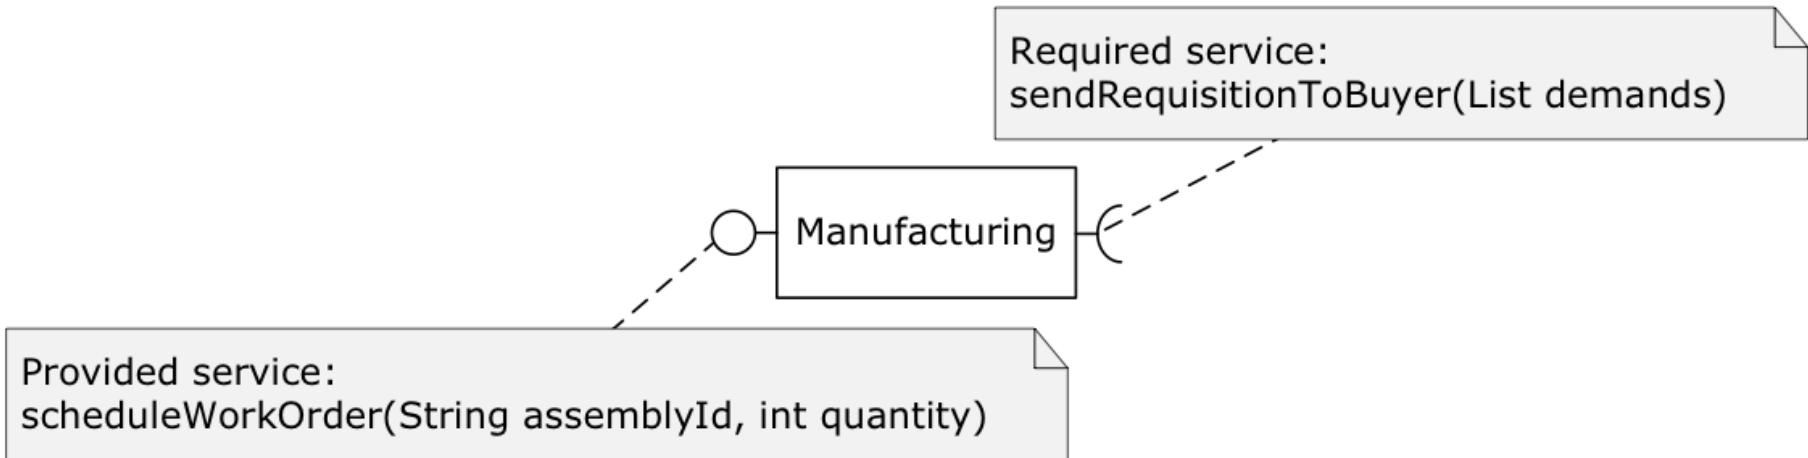 Required service:
sendRequisitionToBuyer(List demands)
Manufacturing
Provided service:
scheduleWorkOrder(String assemblyId, int quantity)